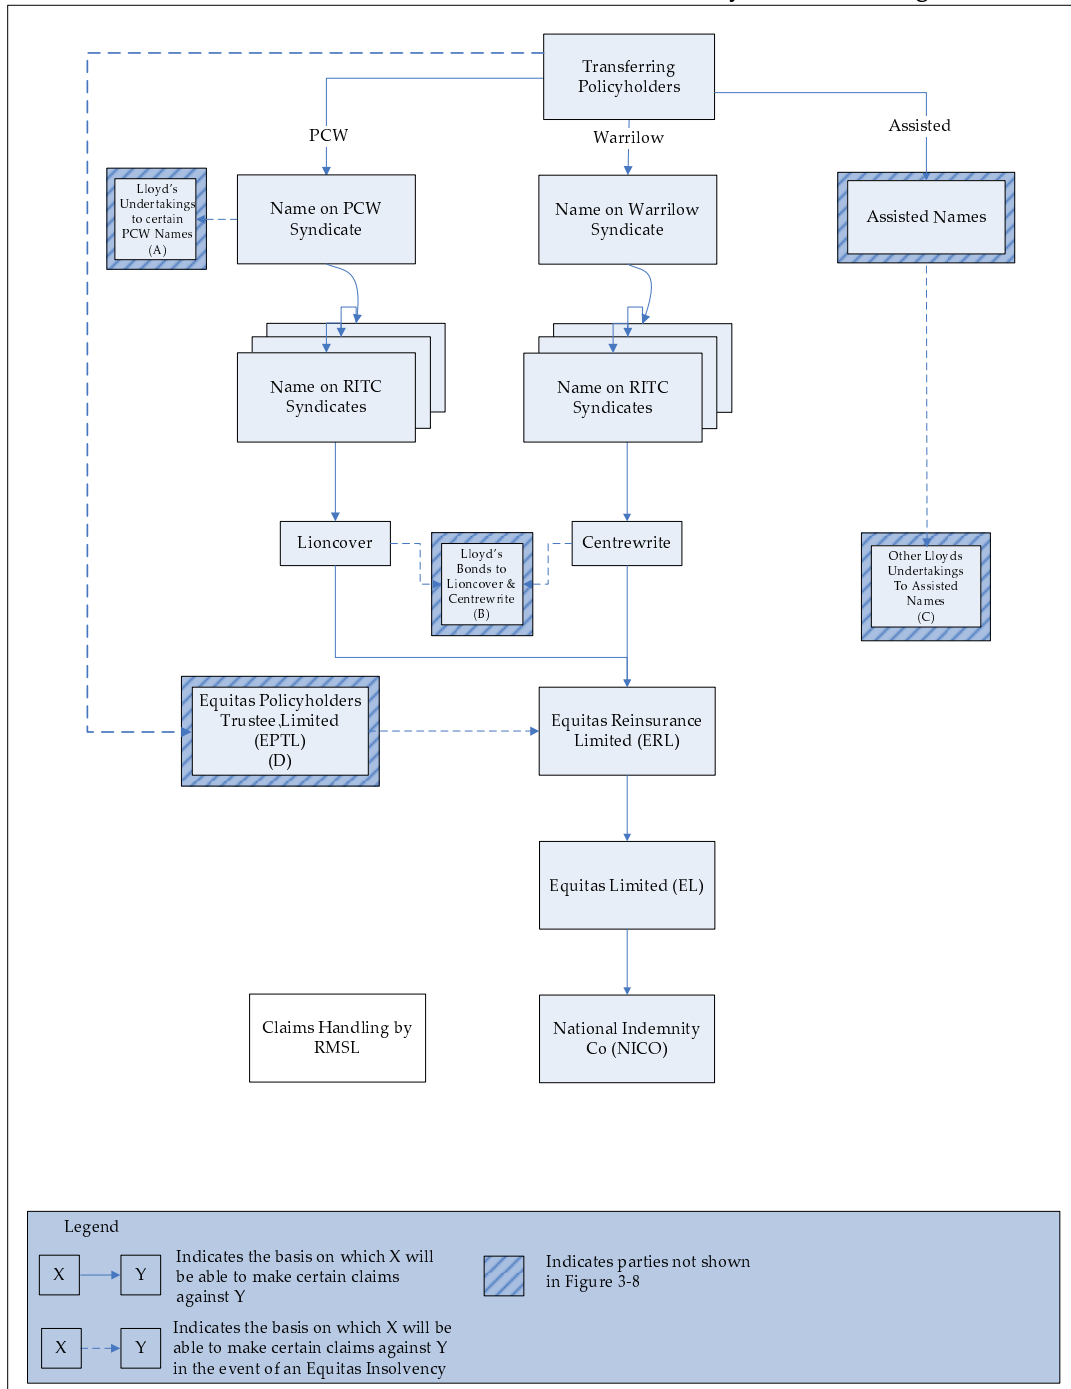 Transferring
Policyholders
PCW
Warrilow
Assisted
Lloyd's
Undertakings
to certain
PCW Names
(A)
Name on PCW
Syndicate
Name on Warrilow
Syndicate
Assisted Names
Name on RITC
Syndicates
Name on RITC
Syndicates
Lioncover
Lloyd's
Bonds to
Lioncover &
Centrewrite
(B)
Centrewrite
Other Lloyds
Undertakings
To Assisted
Names
(C)
Equitas Policyholders
Trustee Limited
(EPTL)
(D)
Equitas Reinsurance
Limited (ERL)
Equitas Limited (EL)
Claims Handling by
RMSL
National Indemnity
Co (NICO)
Legend
X
Y
Indicates the basis on which X will
be able to make certain claims
against Y
Indicates parties not shown
in Figure 3-8
X
Y
Indicates the basis on which X will be
able to make certain claims against Y
in the event of an Equitas Insolvency